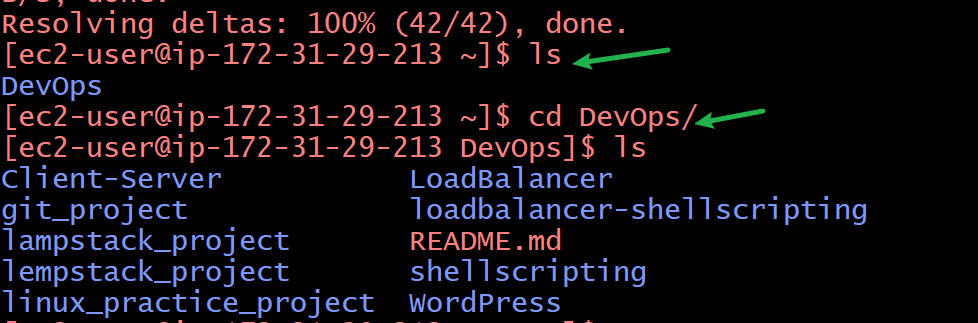 Resolving deltas: 100% (42/42), done.
[ec2-user@ip-172-31-29-213 ~]$ ls
DevOps
[ec2-user@ip-172-31-29-213 ~]$ cd DevOps/
[ec2-user@ip-172-31-29-213 DevOps]$ ls
Client-Server LoadBalancer
git_project loadbalancer-shellscripting
lampstack_project README.md
lempstack_project shellscripting
linux_practice_project WordPress